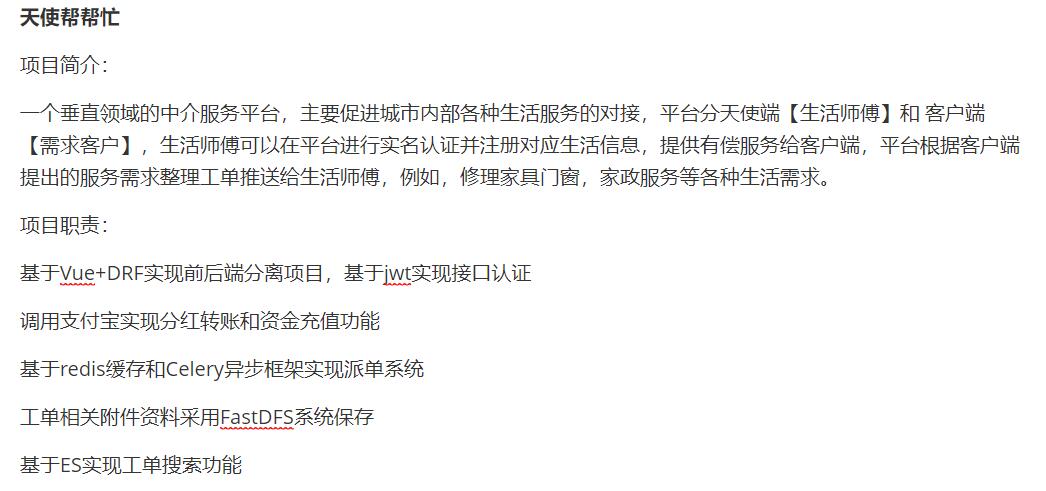 天使帮帮忙
项目简介：
一个垂直领域的中介服务平台，主要促进城市内部各种生活服务的对接，平台分天使端【生活师傅】和 客户端
【需求客户】，生活师傅可以在平台进行实名认证并注册对应生活信息，提供有偿服务给客户端，平台根据客户端
提出的服务需求整理工单推送给生活师傅，例如，修理家具门窗，家政服务等各种生活需求。
项目职责：
基于Vue+DRF实现前后端分离项目，基于jwt实现接口认证
调用支付宝实现分红转账和资金充值功能
基于redis缓存和Celery异步框架实现派单系统
工单相关附件资料采用FastDFS系统保存
基于ES实现工单搜索功能